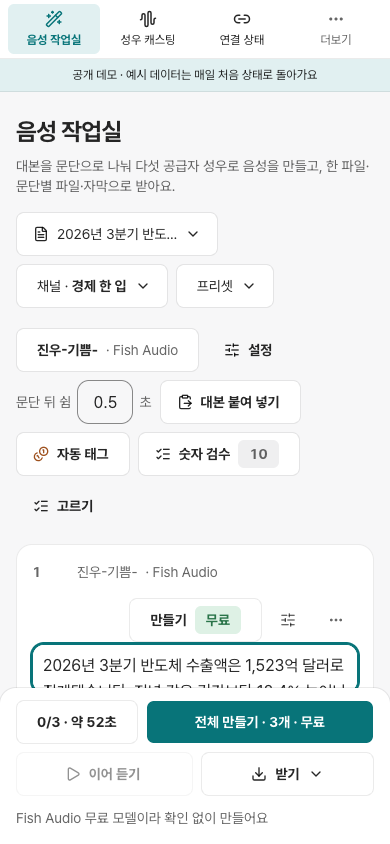 음성 작업실
성우 캐스팅
연결 상태
더보기
공개 데모 · 예시 데이터는 매일 처음 상태로 돌아가요
음성 작업실
대본을 문단으로 나눠 다섯 공급자 성우로 음성을 만들고, 한 파일·
문단별 파일·자막으로 받아요.
2026년 3분기 반도...
채널 · 경제 한 입
프리셋
진우-기쁨- · Fish Audio
설정
문단 뒤 쉼 0.5 초
대본 붙여 넣기
자동 태그
숫자 검수 10
고르기
1 진우-기쁨- · Fish Audio
만들기 무료
2026년 3분기 반도체 수출액은 1,523억 달러로
0/3 · 약 52초
전체 만들기 · 3개 · 무료
이어 듣기
받기
Fish Audio 무료 모델이라 확인 없이 만들어요